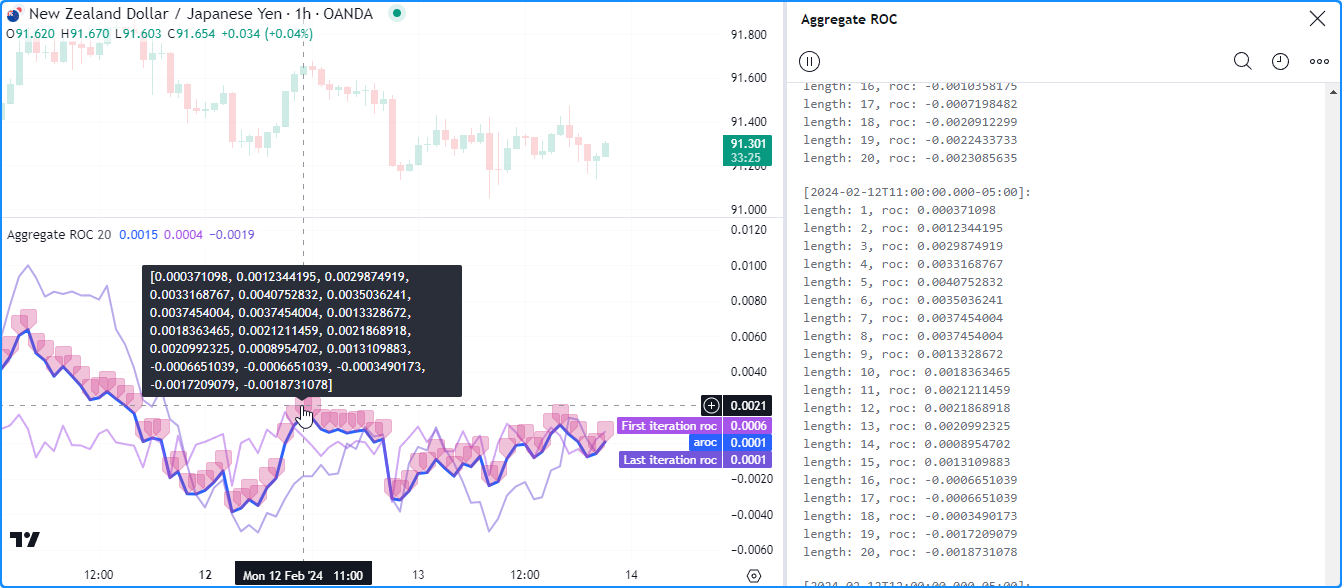 New Zealand Dollar / Japanese Yen · 1h · OANDA
O91.620 H91.670 L91.603 C91.654 +0.034 (+0.04%)
91.800
91.600
91.400
91.301
33:25
91.200
91.000
Aggregate ROC 20 0.0015 0.0004 −0.0019
0.0120
0.0100
0.0080
0.0060
0.0040
[0.000371098, 0.0012344195, 0.0029874919,
0.0033168767, 0.0040752832, 0.0035036241,
0.0037454004, 0.0037454004, 0.0013328672,
0.0018363465, 0.0021211459, 0.0021868918,
0.0020992325, 0.0008954702, 0.0013109883,
-0.0006651039, -0.0006651039, -0.0003490173,
-0.0017209079, -0.0018731078]
0.0021
First iteration roc 0.0006
aroc 0.0001
Last iteration roc 0.0001
−0.0020
−0.0040
−0.0060
12:00
12
Mon 12 Feb '24 11:00
13
12:00
14
Aggregate ROC
length: 16, roc: -0.0010358175
length: 17, roc: -0.0007198482
length: 18, roc: -0.0020912299
length: 19, roc: -0.0022433733
length: 20, roc: -0.0023085635
[2024-02-12T11:00:00.000-05:00]:
length: 1, roc: 0.000371098
length: 2, roc: 0.0012344195
length: 3, roc: 0.0029874919
length: 4, roc: 0.0033168767
length: 5, roc: 0.0040752832
length: 6, roc: 0.0035036241
length: 7, roc: 0.0037454004
length: 8, roc: 0.0037454004
length: 9, roc: 0.0013328672
length: 10, roc: 0.0018363465
length: 11, roc: 0.0021211459
length: 12, roc: 0.0021868918
length: 13, roc: 0.0020992325
length: 14, roc: 0.0008954702
length: 15, roc: 0.0013109883
length: 16, roc: -0.0006651039
length: 17, roc: -0.0006651039
length: 18, roc: -0.0003490173
length: 19, roc: -0.0017209079
length: 20, roc: -0.0018731078
[2024-02-12T12:00:00.000-05:00]: